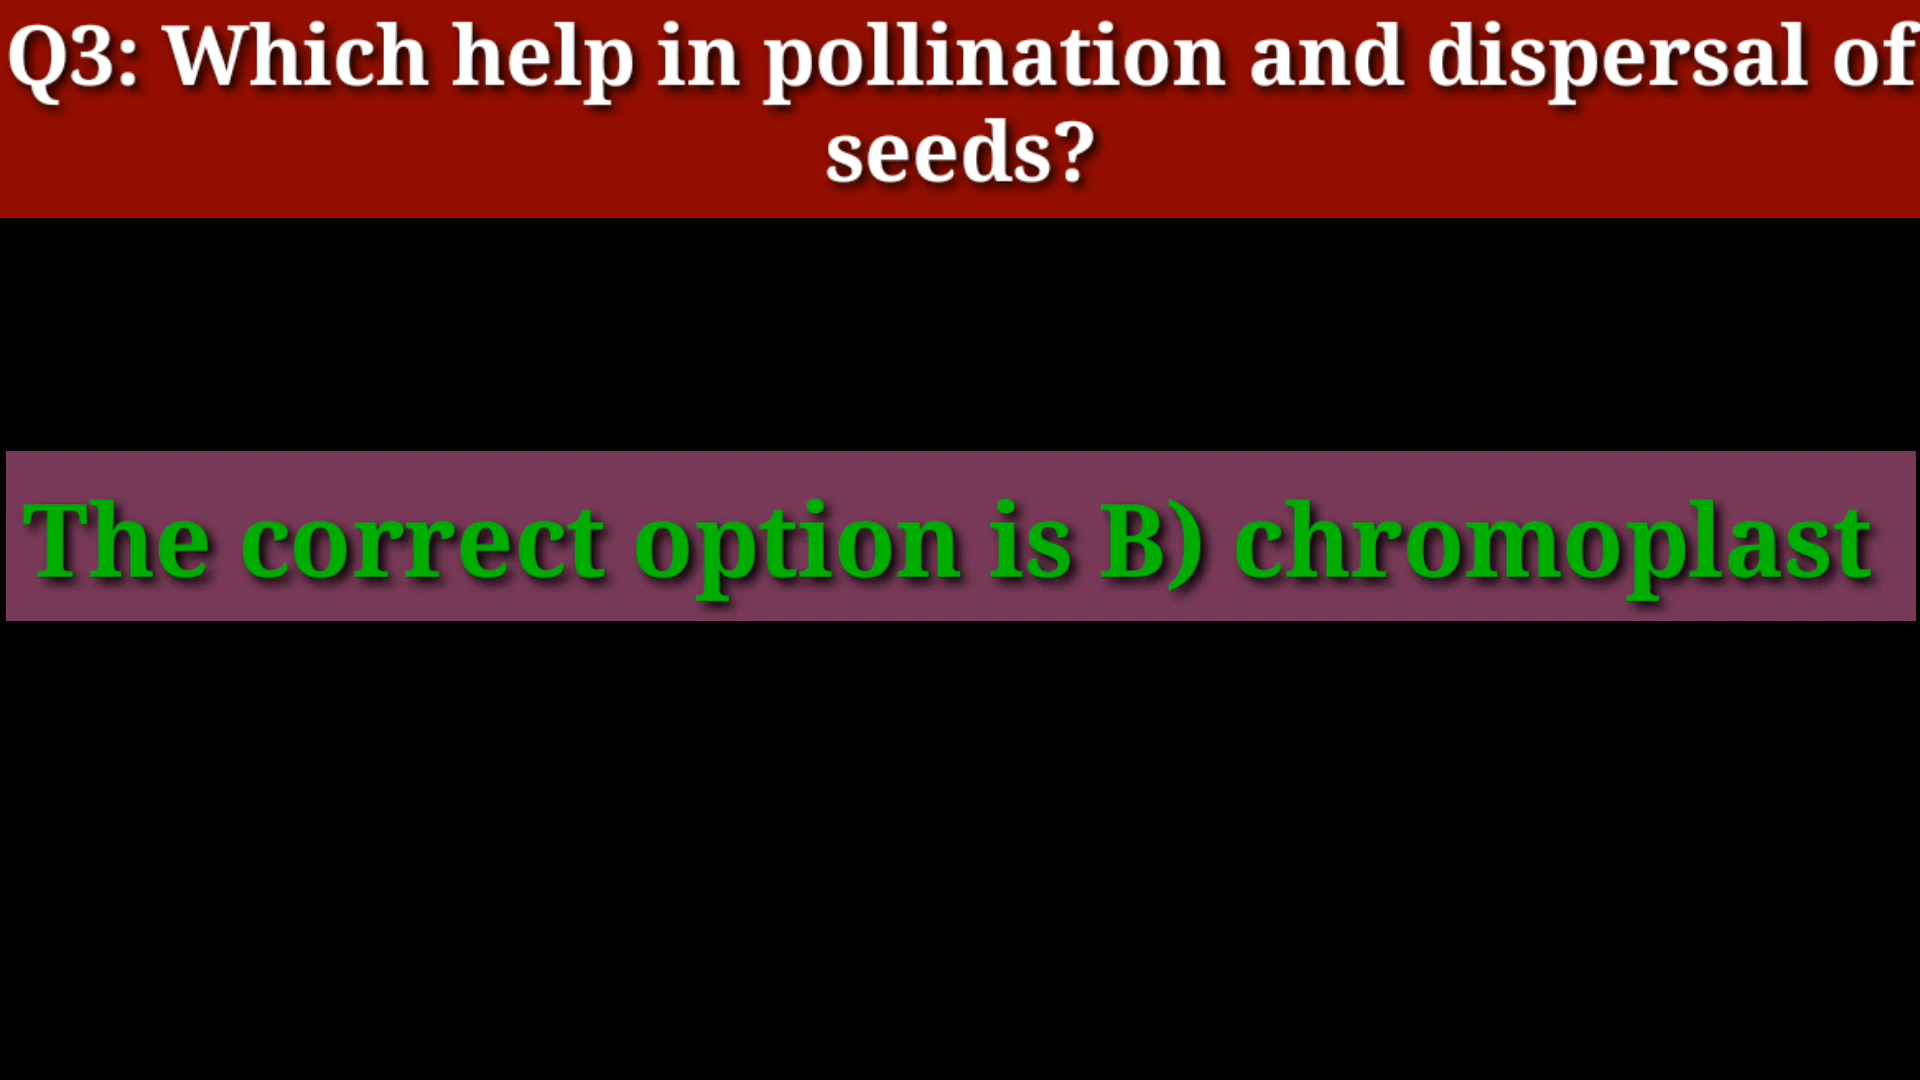 Q3: Which help in pollination and dispersal of
seeds?
The correct option is B) chromoplast